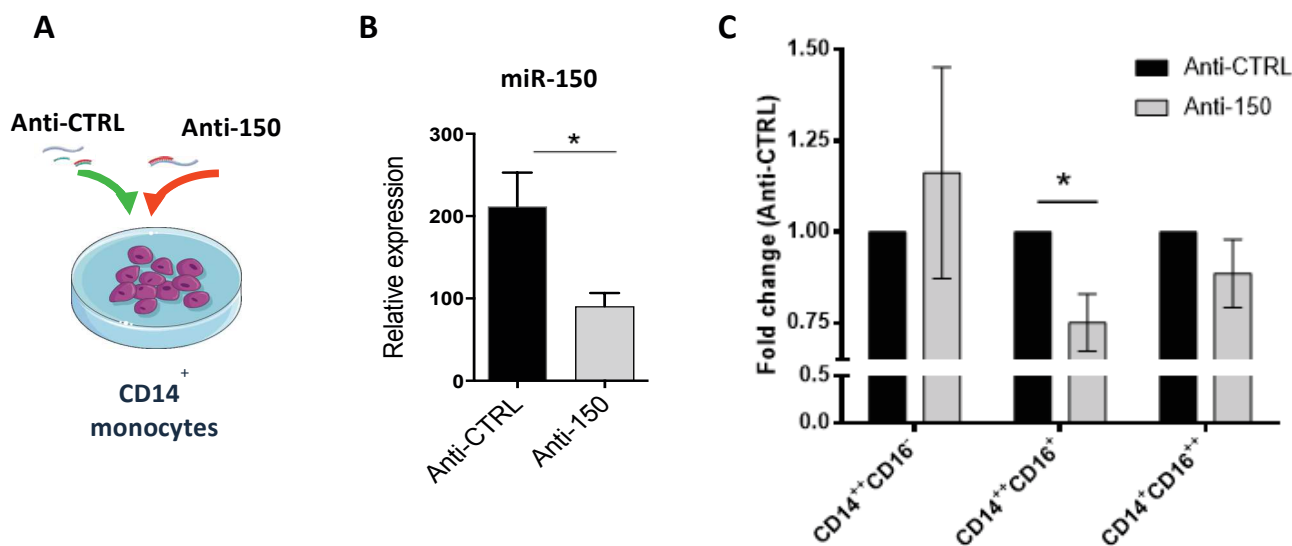 A
Anti-CTRL
Anti-150
CD14⁺
monocytes
B
miR-150
*
300
200
100
0
Relative expression
Anti-CTRL
Anti-150
C
Anti-CTRL
Anti-150
1.50
1.25
1.00
0.75
0.5
0.0
*
Fold change (Anti-CTRL)
CD14⁺⁺CD16⁻
CD14⁺⁺CD16⁺
CD14⁺CD16⁺⁺